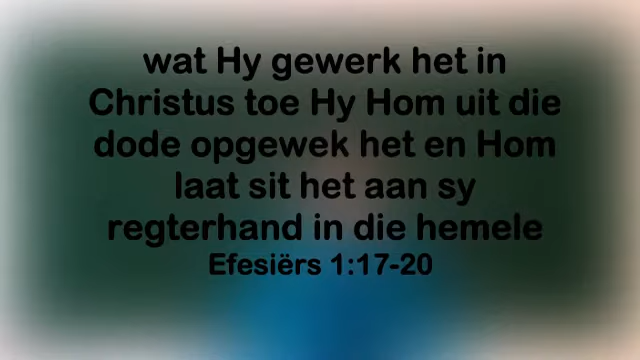 wat Hy gewerk het in
Christus toe Hy Hom uit die
dode opgewek het en Hom
laat sit het aan sy
regterhand in die hemele
Efesiërs 1:17-20